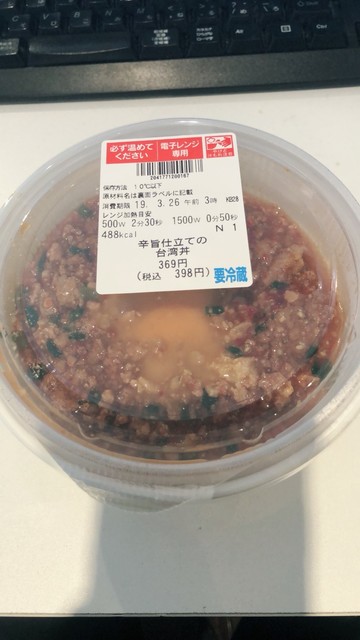 必ず温めて
ください
電子レンジ
専用
保存方法 10℃以下
原材料名は裏面ラベルに記載
消費期限 19. 3.26 午前 3時 KB28
レンジ加熱目安
500W 2分30秒 1500W 0分50秒
488kcal N 1
辛旨仕立ての
台湾丼
369円
(税込 398円) 要冷蔵